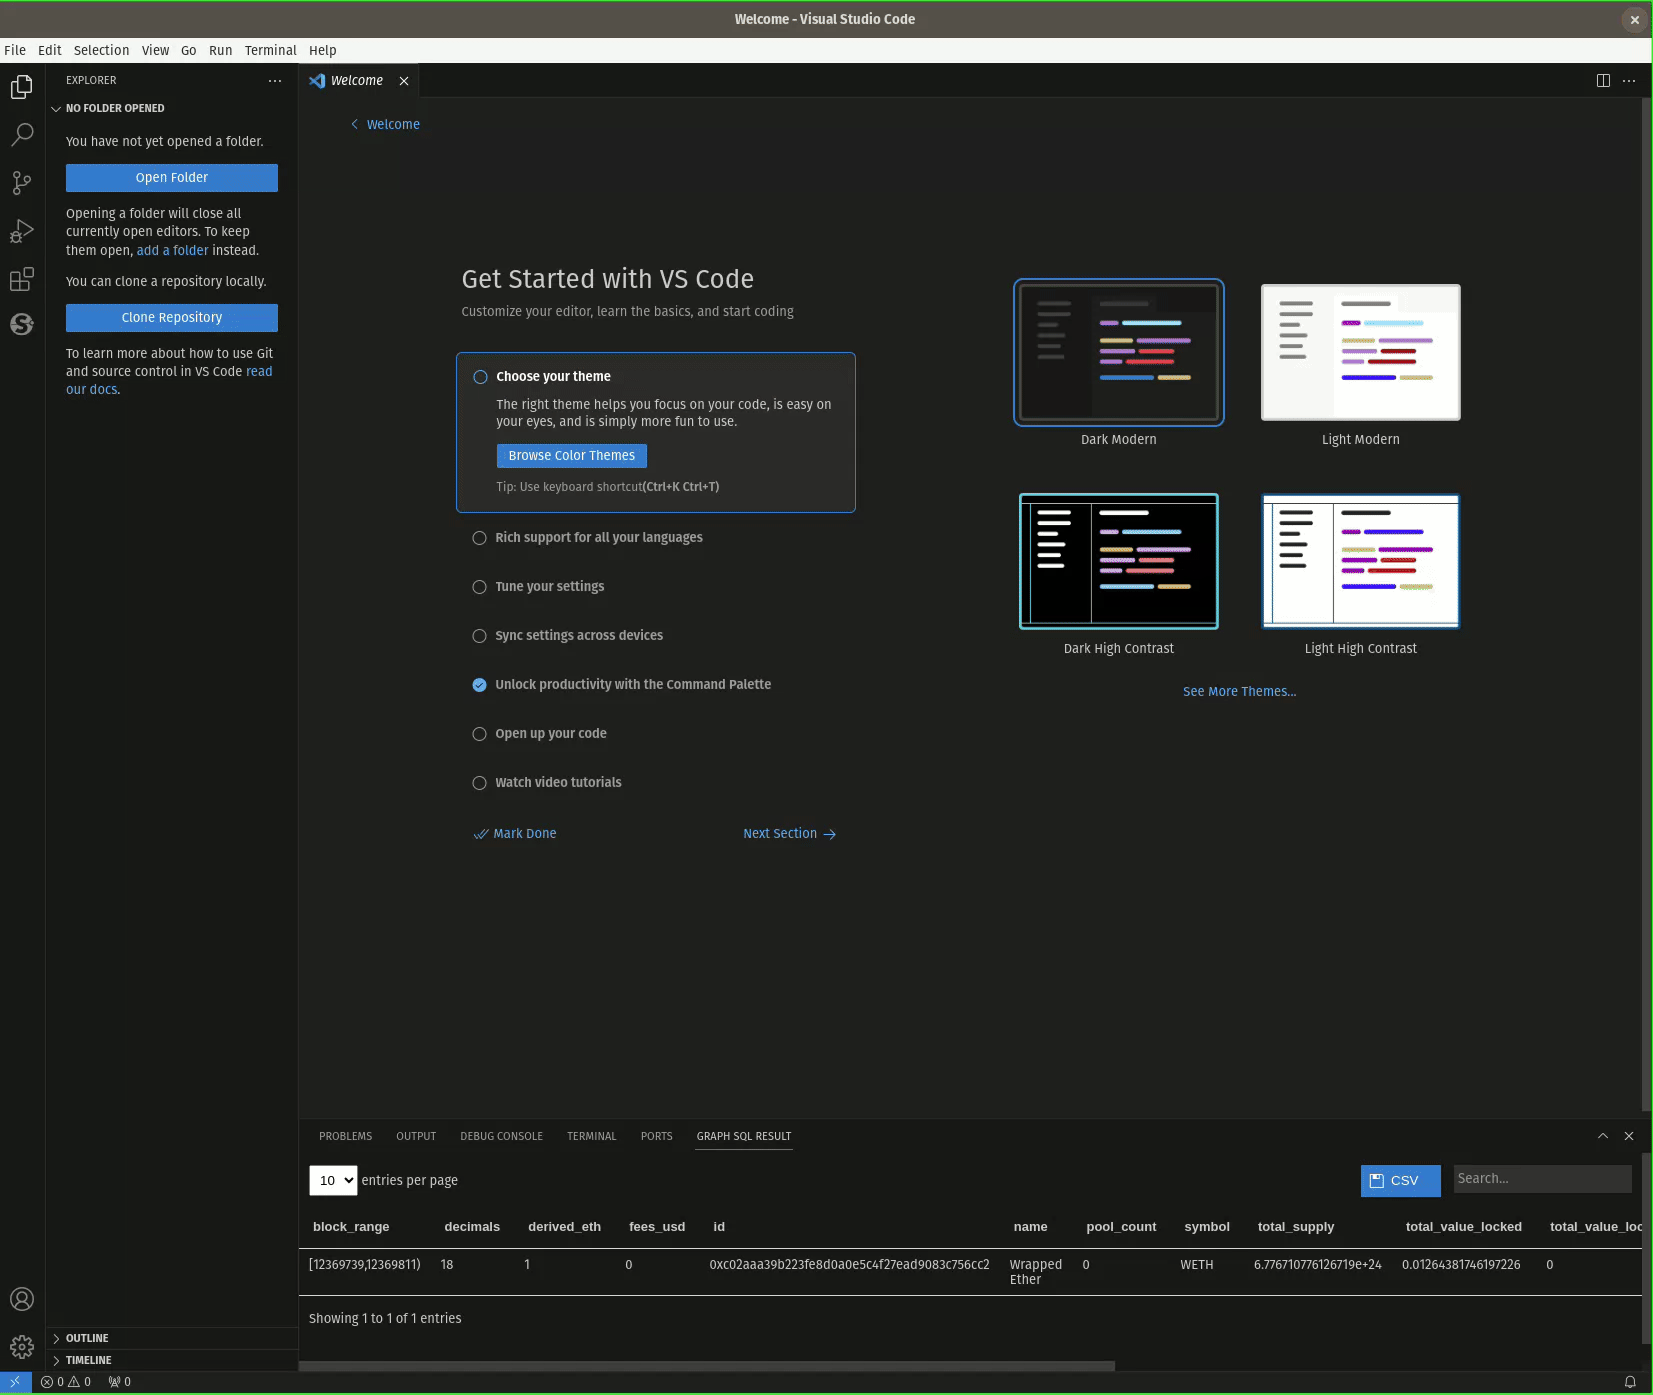 Welcome - Visual Studio Code
File Edit Selection View Go Run Terminal Help
EXPLORER
NO FOLDER OPENED
You have not yet opened a folder.
Open Folder
Opening a folder will close all
currently open editors. To keep
them open, add a folder instead.
You can clone a repository locally.
Clone Repository
To learn more about how to use Git
and source control in VS Code read
our docs.
OUTLINE
TIMELINE
Welcome
Welcome
Get Started with VS Code
Customize your editor, learn the basics, and start coding
Choose your theme
The right theme helps you focus on your code, is easy on
your eyes, and is simply more fun to use.
Browse Color Themes
Tip: Use keyboard shortcut(Ctrl+K Ctrl+T)
Rich support for all your languages
Tune your settings
Sync settings across devices
Unlock productivity with the Command Palette
Open up your code
Watch video tutorials
Mark Done Next Section
Dark Modern Light Modern
Dark High Contrast Light High Contrast
See More Themes...
PROBLEMS OUTPUT DEBUG CONSOLE TERMINAL PORTS GRAPH SQL RESULT
10 entries per page CSV Search...
block_range decimals derived_eth fees_usd id name pool_count symbol total_supply total_value_locked total_value_loc
[12369739,12369811) 18 1 0 0xc02aaa39b223fe8d0a0e5c4f27ead9083c756cc2 Wrapped 0 WETH 6.776710776126719e+24 0.01264381746197226 0
Ether
Showing 1 to 1 of 1 entries
0 0 0